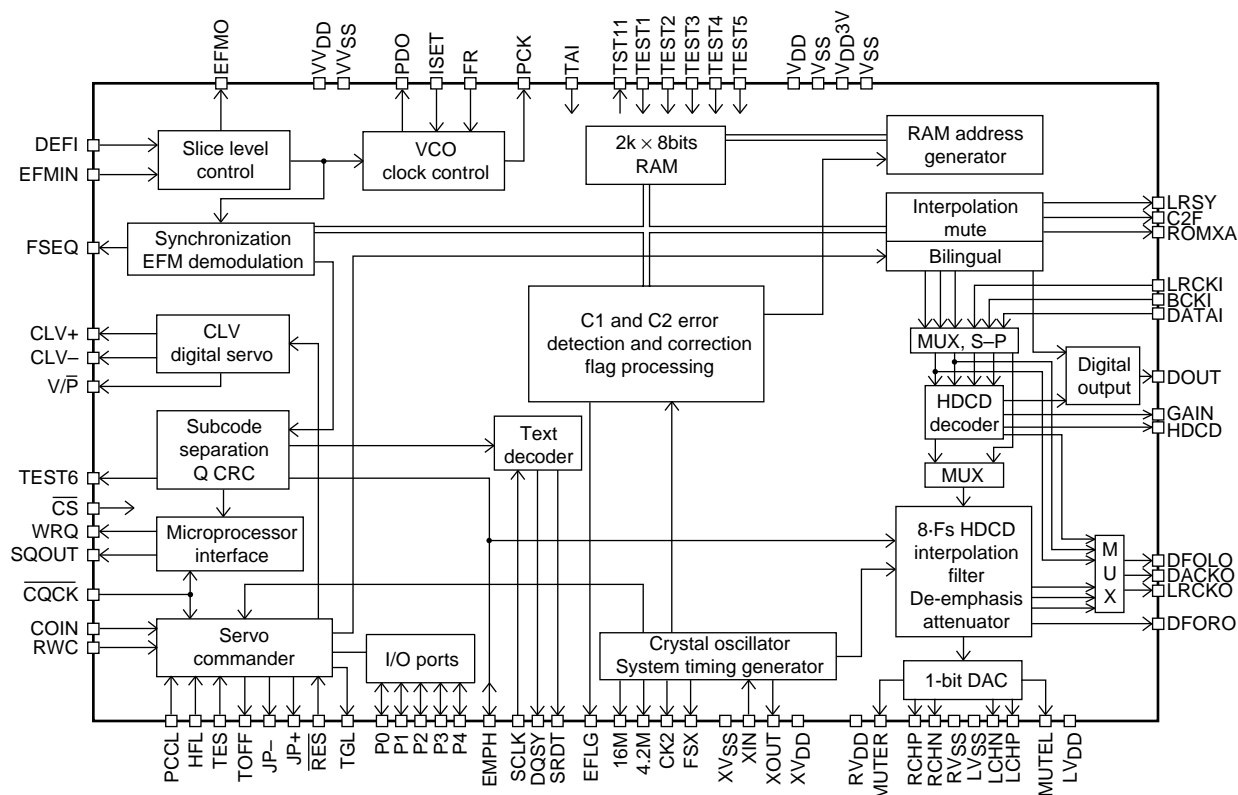 EFMO
VVDD
VVSS
PDO
ISET
FR
PCK
TAI
TST11
TEST1
TEST2
TEST3
TEST4
TEST5
VDD
VSS
VDD3V
VSS
DEFI
EFMIN
Slice level
control
VCO
clock control
2k × 8bits
RAM
RAM address
generator
FSEQ
Synchronization
EFM demodulation
Interpolation
mute
Bilingual
LRSY
C2F
ROMXA
LRCKI
BCKI
DATAI
CLV+
CLV–
V/P̅
CLV
digital servo
C1 and C2 error
detection and correction
flag processing
MUX, S–P
Digital
output
DOUT
HDCD
decoder
GAIN
HDCD
Subcode
separation
Q CRC
Text
decoder
MUX
TEST6
C̅S̅
WRQ
SQOUT
Microprocessor
interface
8·Fs HDCD
interpolation
filter
De-emphasis
attenuator
M
U
X
DFOLO
DACKO
LRCKO
DFORO
C̅Q̅C̅K̅
COIN
RWC
Servo
commander
I/O ports
Crystal oscillator
System timing generator
1-bit DAC
PCCL
HFL
TES
TOFF
JP–
JP+
R̅E̅S̅
TGL
P0
P1
P2
P3
P4
EMPH
SCLK
DQSY
SRDT
EFLG
16M
4.2M
CK2
FSX
XVSS
XIN
XOUT
XVDD
RVDD
MUTER
RCHP
RCHN
RVSS
LVSS
LCHN
LCHP
MUTEL
LVDD